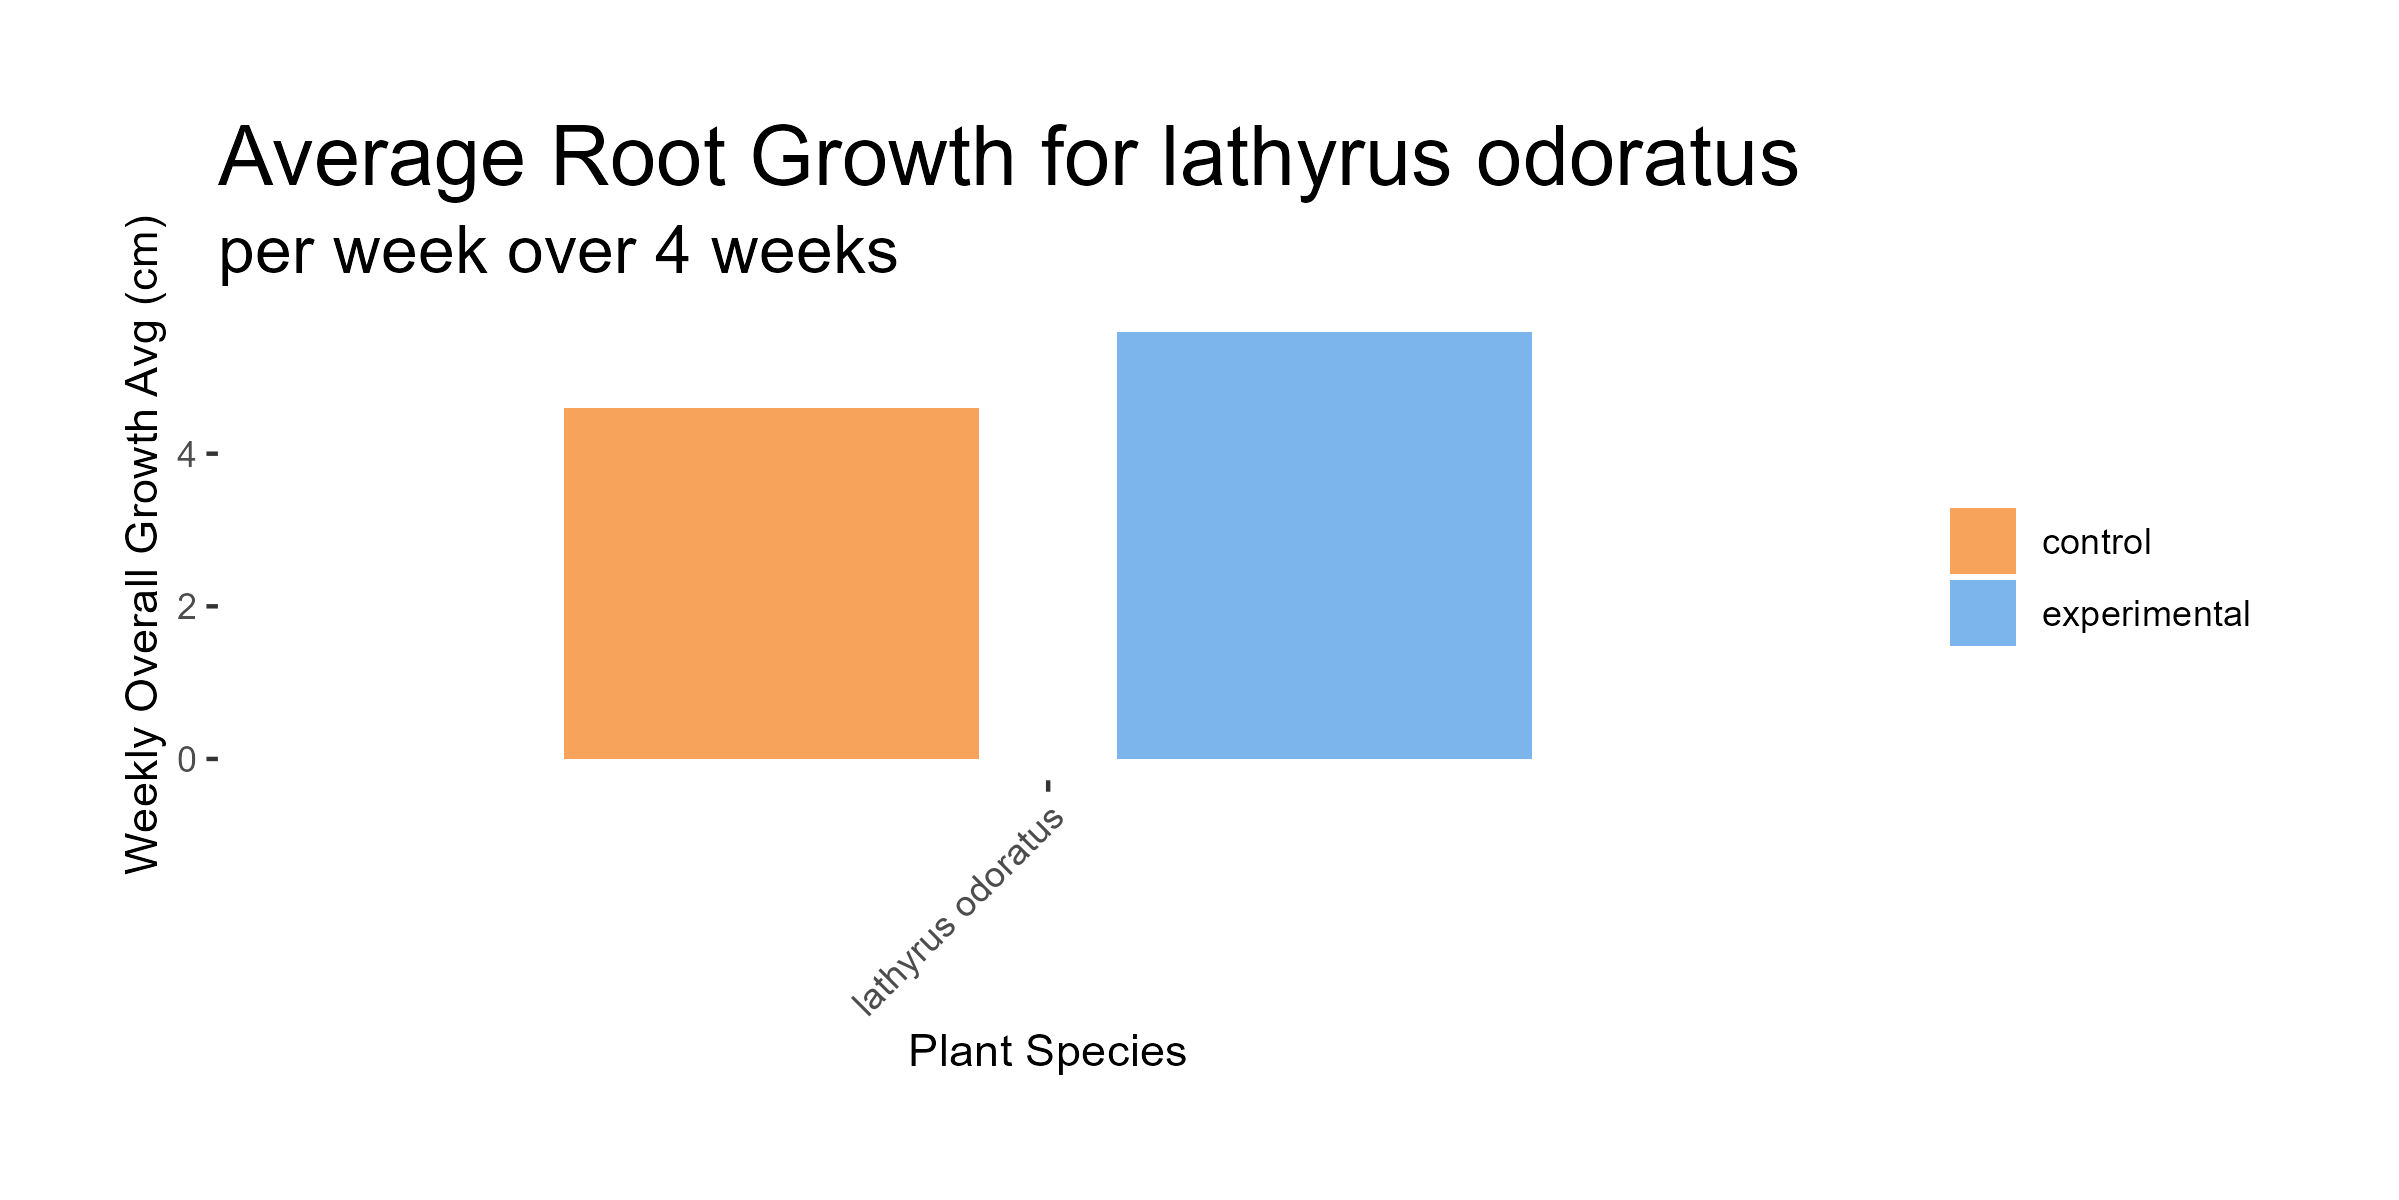 Average Root Growth for lathyrus odoratus
per week over 4 weeks
Weekly Overall Growth Avg (cm)
4
2
0
lathyrus odoratus
Plant Species
control
experimental